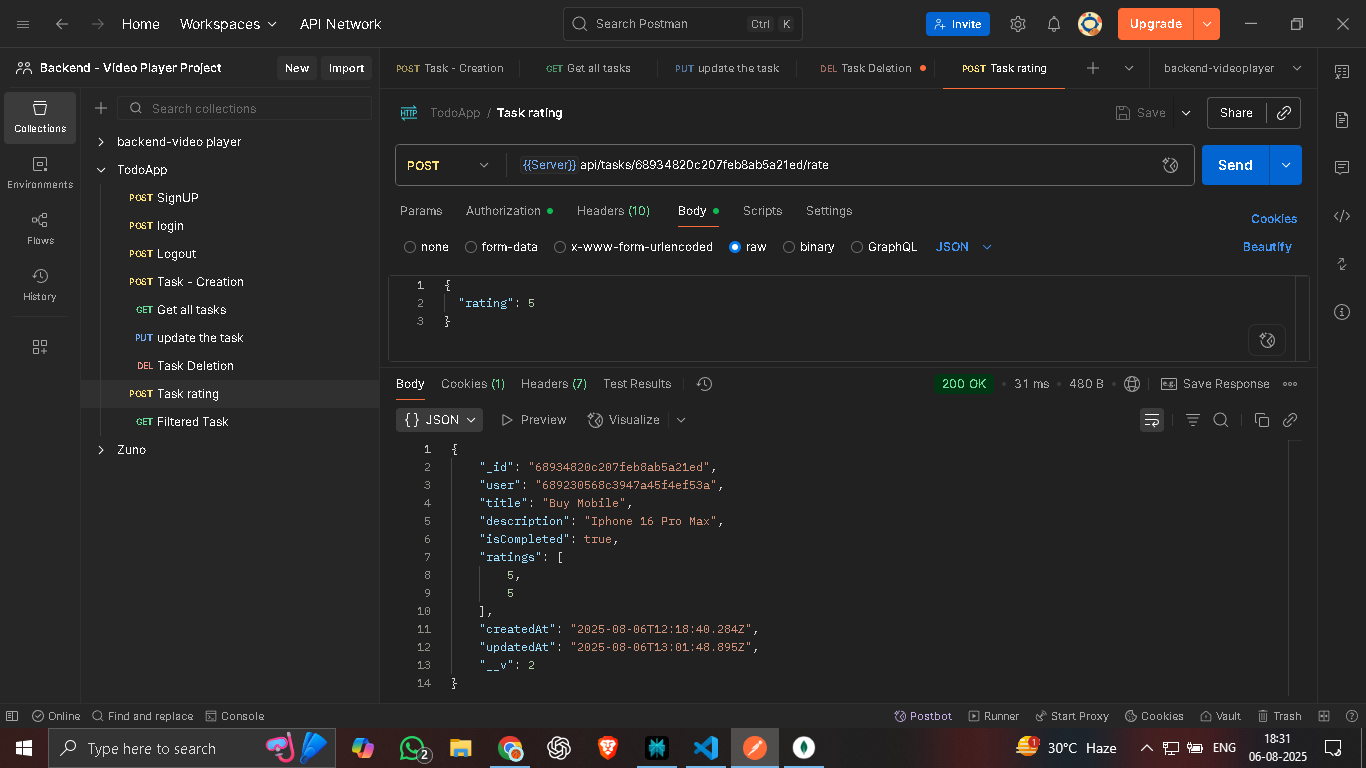 Home Workspaces API Network Search Postman Ctrl K Invite Upgrade
Backend - Video Player Project New Import
POST Task - Creation GET Get all tasks PUT update the task DEL Task Deletion POST Task rating backend-videoplayer
Collections
Environments
Flows
History
Search collections
backend-video player
TodoApp
POST SignUP
POST login
POST Logout
POST Task - Creation
GET Get all tasks
PUT update the task
DEL Task Deletion
POST Task rating
GET Filtered Task
Zuno
HTTP TodoApp / Task rating Save Share
POST {{Server}} api/tasks/68934820c207feb8ab5a21ed/rate Send
Params Authorization Headers (10) Body Scripts Settings Cookies
none form-data x-www-form-urlencoded raw binary GraphQL JSON Beautify
1 {
2 "rating": 5
3 }
Body Cookies (1) Headers (7) Test Results 200 OK 31 ms 480 B Save Response
{} JSON Preview Visualize
1 {
2 "_id": "68934820c207feb8ab5a21ed",
3 "user": "689230568c3947a45f4ef53a",
4 "title": "Buy Mobile",
5 "description": "Iphone 16 Pro Max",
6 "isCompleted": true,
7 "ratings": [
8 5,
9 5
10 ],
11 "createdAt": "2025-08-06T12:18:40.284Z",
12 "updatedAt": "2025-08-06T13:01:48.895Z",
13 "__v": 2
14 }
Online Find and replace Console Postbot Runner Start Proxy Cookies Vault Trash
Type here to search 2 1 30°C Haze ENG 18:31
06-08-2025